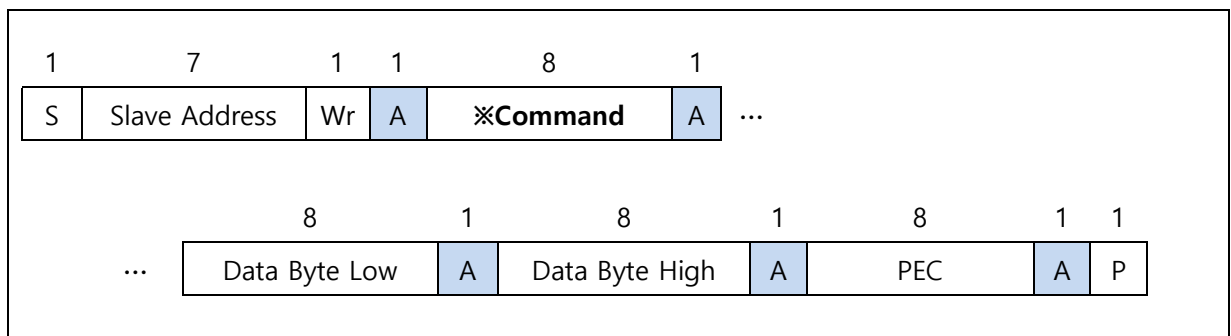 1 7 1 1 8 1
S Slave Address Wr A ※Command A ⋯
8 1 8 1 8 1 1
⋯ Data Byte Low A Data Byte High A PEC A P